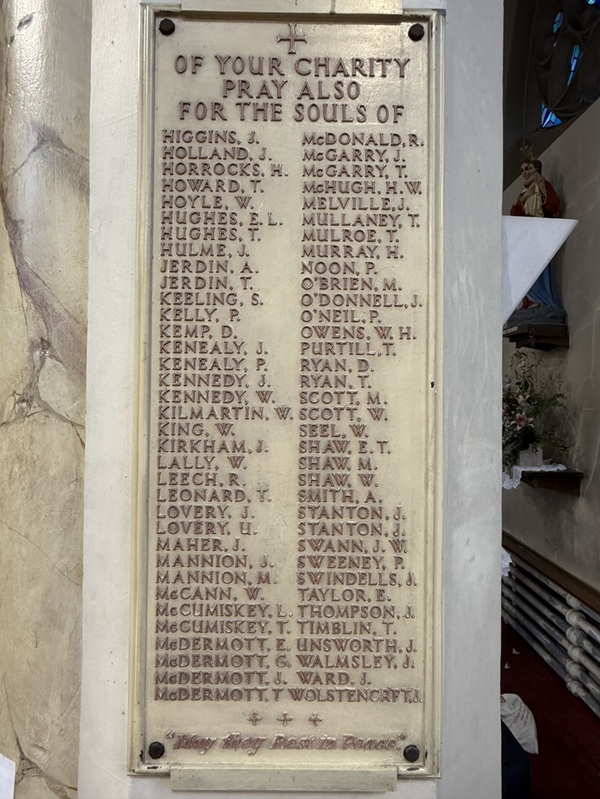 OF YOUR CHARITY
PRAY ALSO
FOR THE SOULS OF
HIGGINS, J.
HOLLAND, J.
HORROCKS, H.
HOWARD, T.
HOYLE, W.
HUGHES, E. L.
HUGHES, T.
HULME, J.
JERDIN, A.
JERDIN, T.
KEELING, S.
KELLY, P.
KEMP, D.
KENEALY, J.
KENEALY, P.
KENNEDY, J.
KENNEDY, W.
KILMARTIN, W.
KING, W.
KIRKHAM, J.
LALLY, W.
LEECH, R.
LEONARD, T.
LOVERY, J.
LOVERY, U.
MAHER, J.
MANNION, J.
MANNION, M.
McCANN, W.
McCUMISKEY, L.
McCUMISKEY, T.
McDERMOTT, E.
McDERMOTT, G.
McDERMOTT, J.
McDERMOTT, T
McDONALD, R.
McGARRY, J.
McGARRY, T.
McHUGH, H.W.
MELVILLE, J.
MULLANEY, T.
MULROE, T.
MURRAY, H.
NOON, P.
O'BRIEN, M.
O'DONNELL, J.
O'NEIL, P.
OWENS, W. H.
PURTILL, T.
RYAN, D.
RYAN, T.
SCOTT, M.
SCOTT, W.
SEEL, W.
SHAW, E. T.
SHAW, M.
SHAW, W.
SMITH, A.
STANTON, J.
STANTON, J.
SWANN, J. W.
SWEENEY, P.
SWINDELLS, J.
TAYLOR, E.
THOMPSON, J.
TIMBLIN, T.
UNSWORTH, J.
WALMSLEY, J.
WARD, J.
WOLSTENCRFT, J.
"May they Rest in Peace"